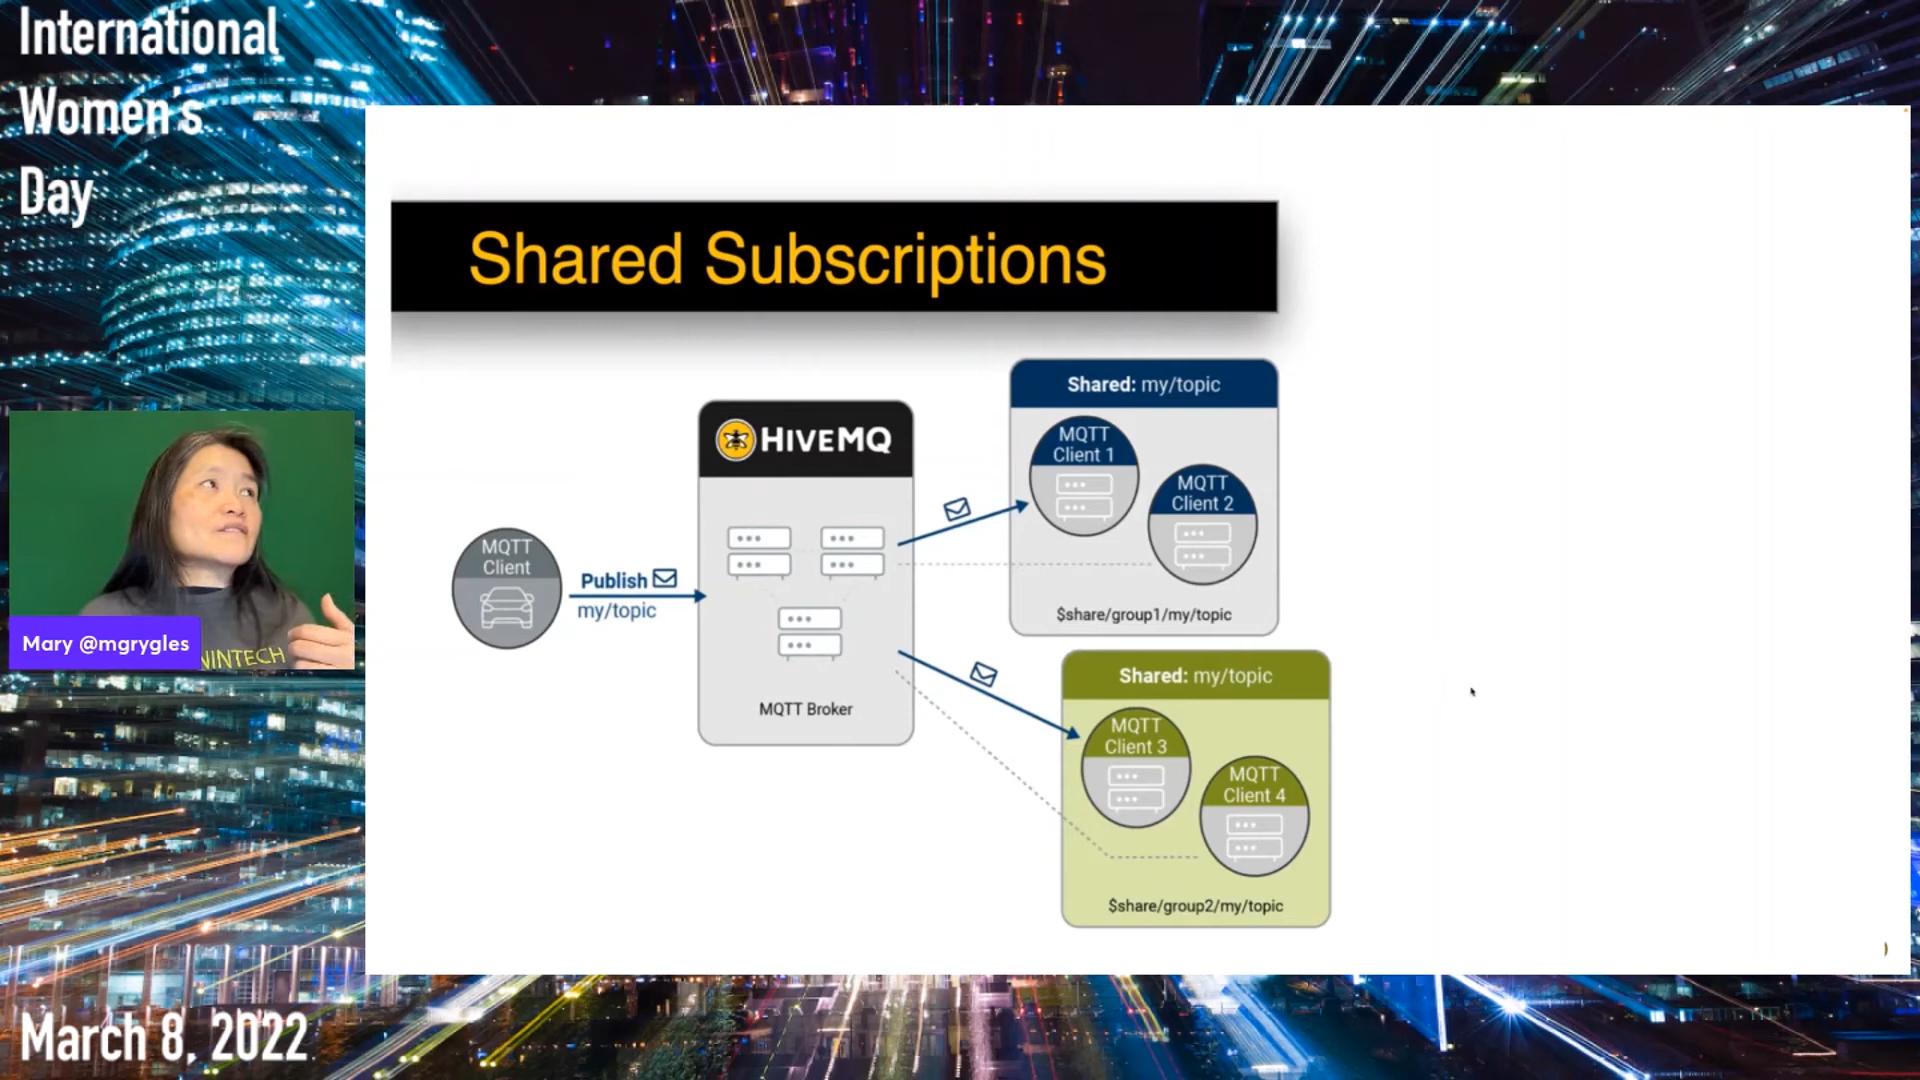 International
Women's
Day
Shared Subscriptions
Shared: my/topic
MQTT
Client 1
MQTT
Client 2
$share/group1/my/topic
HIVEMQ
MQTT
Client
Publish
my/topic
MQTT Broker
Shared: my/topic
MQTT
Client 3
MQTT
Client 4
$share/group2/my/topic
Mary @mgrygles
WINTECH
March 8, 2022